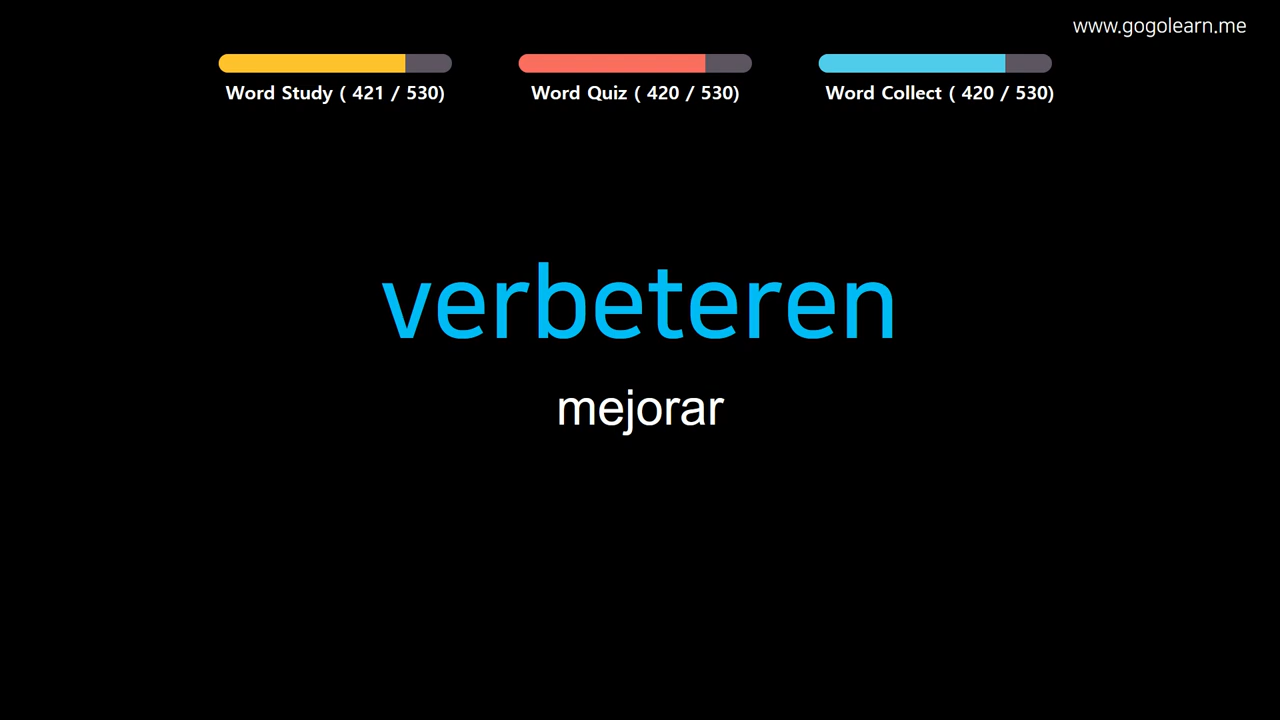 www.gogolearn.me
Word Study ( 421 / 530)
Word Quiz ( 420 / 530)
Word Collect ( 420 / 530)
verbeteren
mejorar